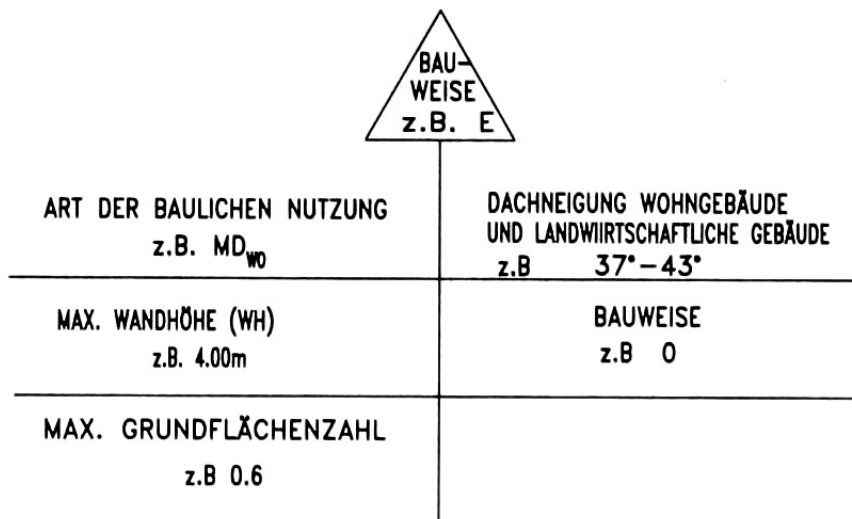 BAU-
WEISE
z.B. E
ART DER BAULICHEN NUTZUNG
z.B. MD_WO
DACHNEIGUNG WOHNGEBÄUDE
UND LANDWIIRTSCHAFTLICHE GEBÄUDE
z.B 37°-43°
MAX. WANDHÖHE (WH)
z.B. 4.00m
BAUWEISE
z.B O
MAX. GRUNDFLÄCHENZAHL
z.B 0.6